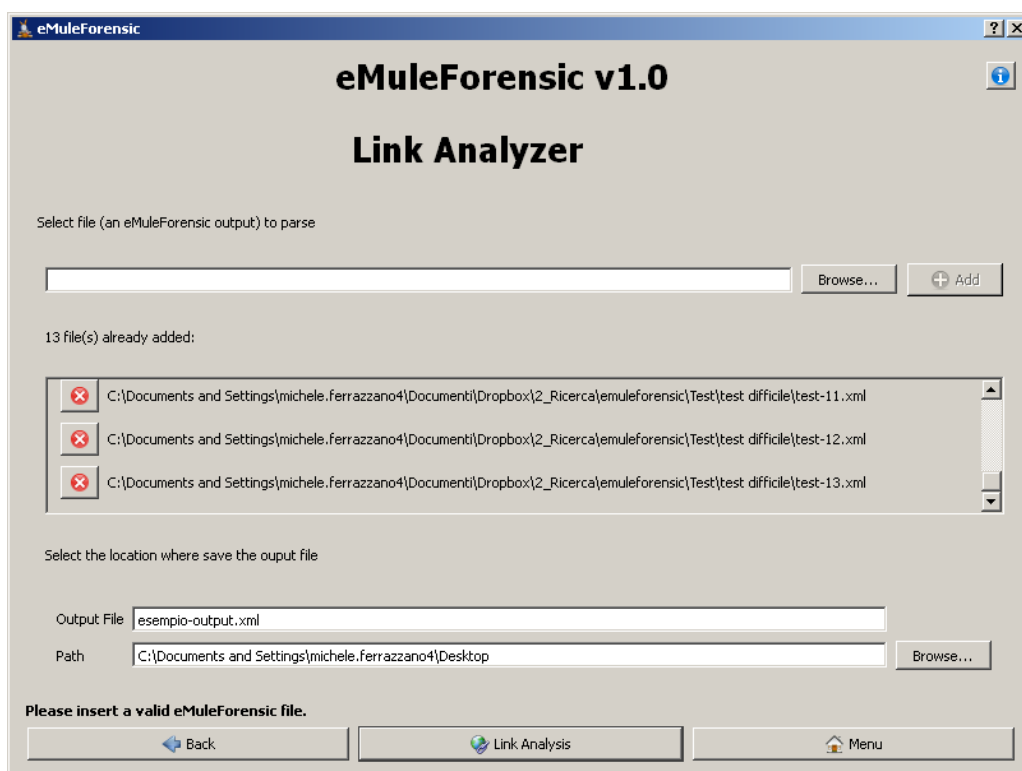 eMuleForensic
eMuleForensic v1.0
Link Analyzer
Select file (an eMuleForensic output) to parse
Browse... Add
13 file(s) already added:
C:\Documents and Settings\michele.ferrazzano4\Documenti\Dropbox\2_Ricerca\emuleforensic\Test\test difficile\test-11.xml
C:\Documents and Settings\michele.ferrazzano4\Documenti\Dropbox\2_Ricerca\emuleforensic\Test\test difficile\test-12.xml
C:\Documents and Settings\michele.ferrazzano4\Documenti\Dropbox\2_Ricerca\emuleforensic\Test\test difficile\test-13.xml
Select the location where save the ouput file
Output File esempio-output.xml
Path C:\Documents and Settings\michele.ferrazzano4\Desktop Browse...
Please insert a valid eMuleForensic file.
Back Link Analysis Menu